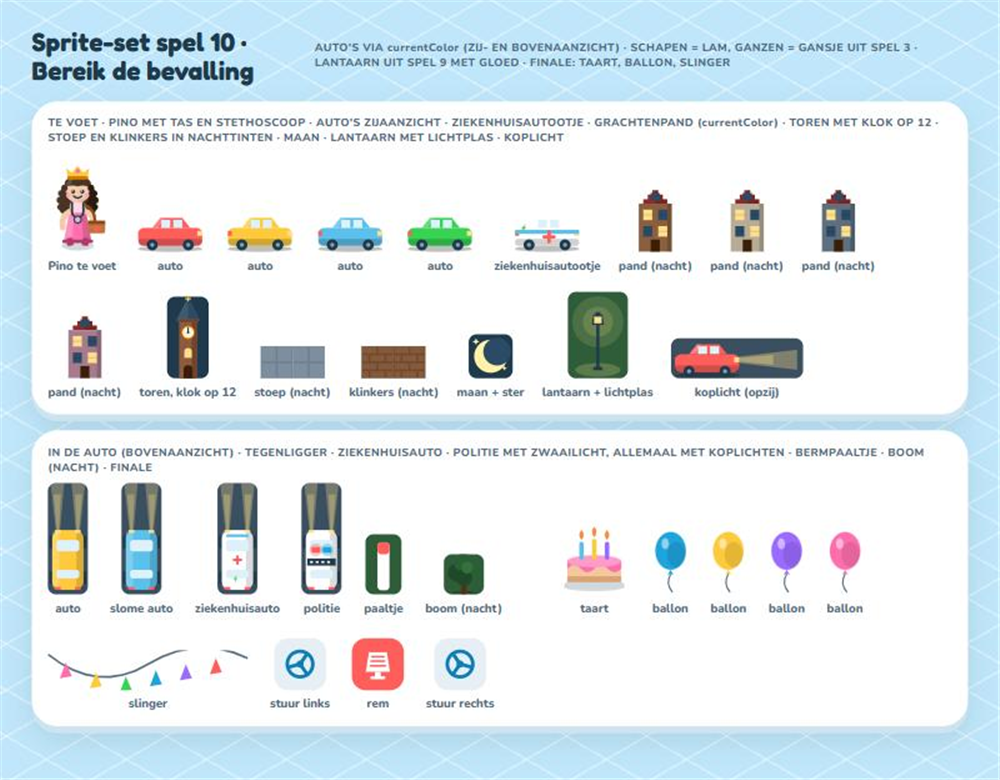 Sprite-set spel 10 ·
Bereik de bevalling
AUTO'S VIA currentColor (ZIJ- EN BOVENAANZICHT) · SCHAPEN = LAM, GANZEN = GANSJE UIT SPEL 3 ·
LANTAARN UIT SPEL 9 MET GLOED · FINALE: TAART, BALLON, SLINGER
TE VOET · PINO MET TAS EN STETHOSCOOP · AUTO'S ZIJAANZICHT · ZIEKENHUISAUTOOTJE · GRACHTENPAND (currentColor) · TOREN MET KLOK OP 12 ·
STOEP EN KLINKERS IN NACHTTINTEN · MAAN · LANTAARN MET LICHTPLAS · KOPLICHT
Pino te voet auto auto auto auto ziekenhuisautootje pand (nacht) pand (nacht) pand (nacht)
pand (nacht) toren, klok op 12 stoep (nacht) klinkers (nacht) maan + ster lantaarn + lichtplas koplicht (opzij)
IN DE AUTO (BOVENAANZICHT) · TEGENLIGGER · ZIEKENHUISAUTO · POLITIE MET ZWAAILICHT, ALLEMAAL MET KOPLICHTEN · BERMPAALTJE · BOOM
(NACHT) · FINALE
auto slome auto ziekenhuisauto politie paaltje boom (nacht) taart ballon ballon ballon ballon
slinger stuur links rem stuur rechts